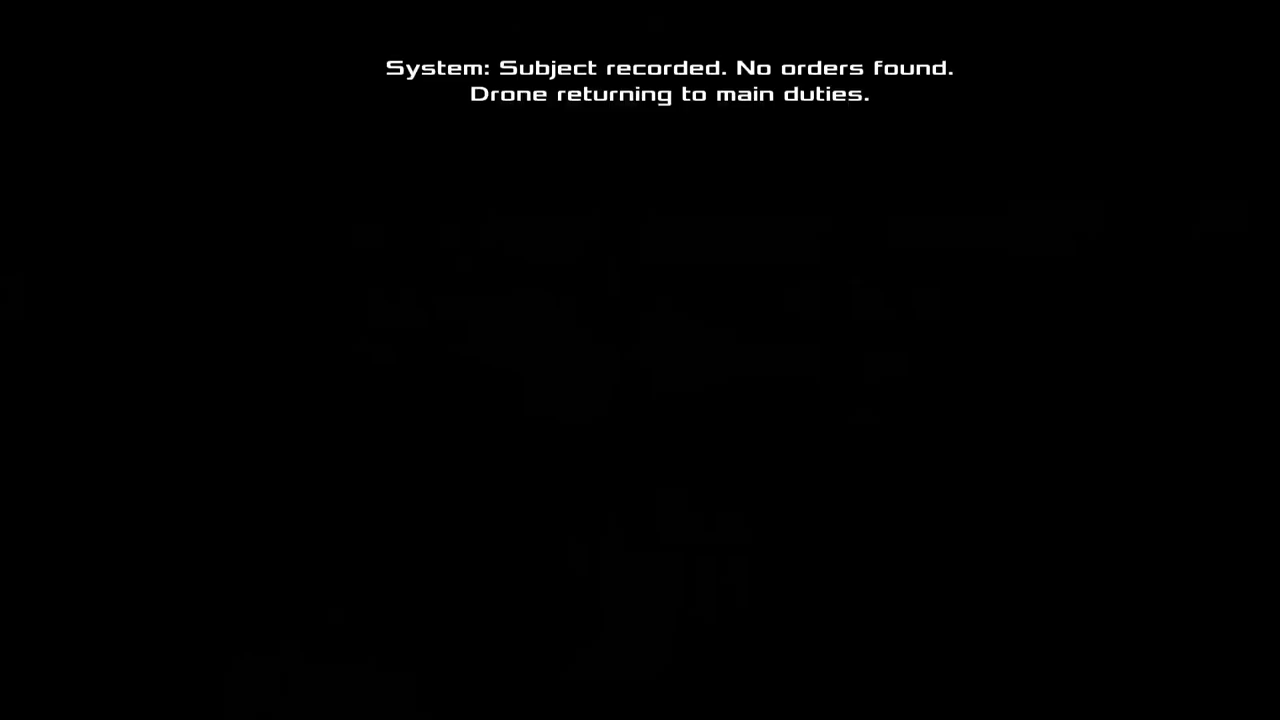 System: Subject recorded. No orders found.
Drone returning to main duties.